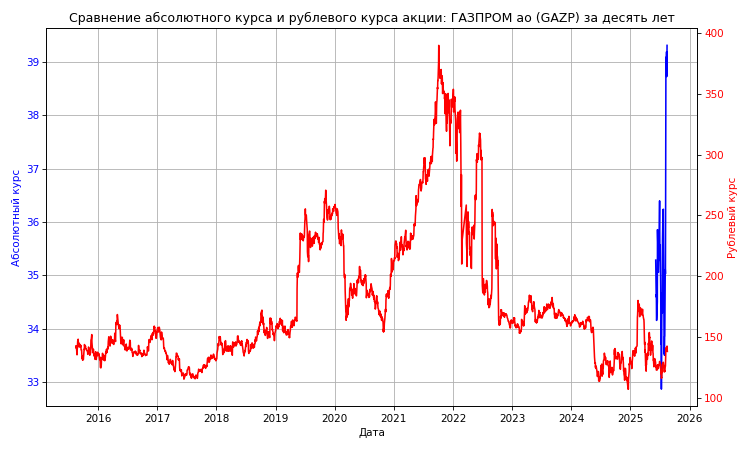 Сравнение абсолютного курса и рублевого курса акции: ГАЗПРОМ ао (GAZP) за десять лет
39
38
37
36
35
34
33
Абсолютный курс
400
350
300
250
200
150
100
Рублевый курс
2016 2017 2018 2019 2020 2021 2022 2023 2024 2025 2026
Дата